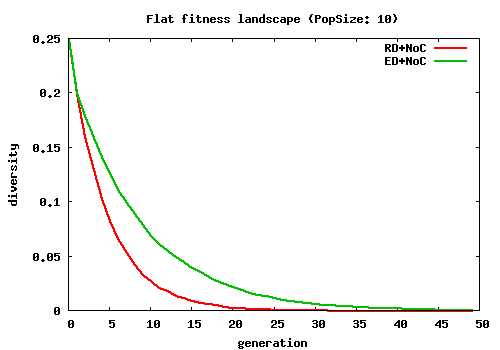 Flat fitness landscape (PopSize: 10)
RD+NoC
ED+NoC
0.25
0.2
0.15
0.1
0.05
0
diversity
0 5 10 15 20 25 30 35 40 45 50
generation